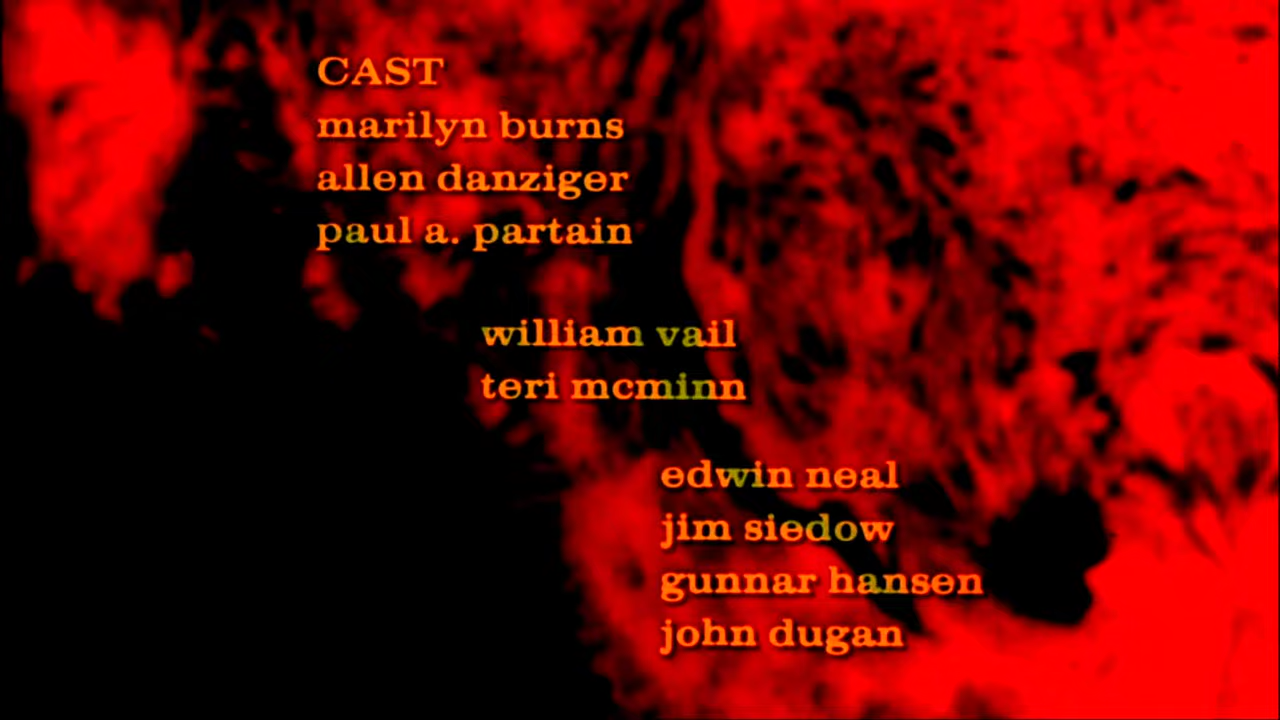 CAST
marilyn burns
allen danziger
paul a. partain
william vail
teri mcminn
edwin neal
jim siedow
gunnar hansen
john dugan